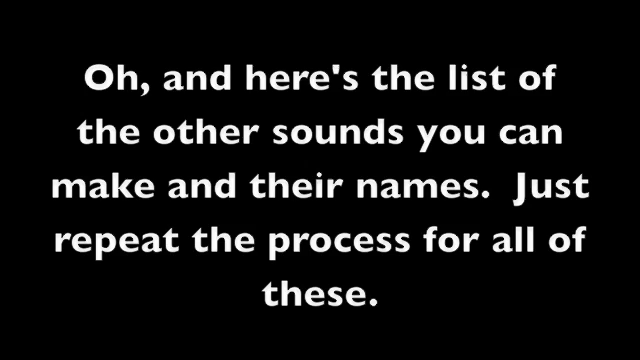 Oh, and here's the list of
the other sounds you can
make and their names.  Just
repeat the process for all of
these.